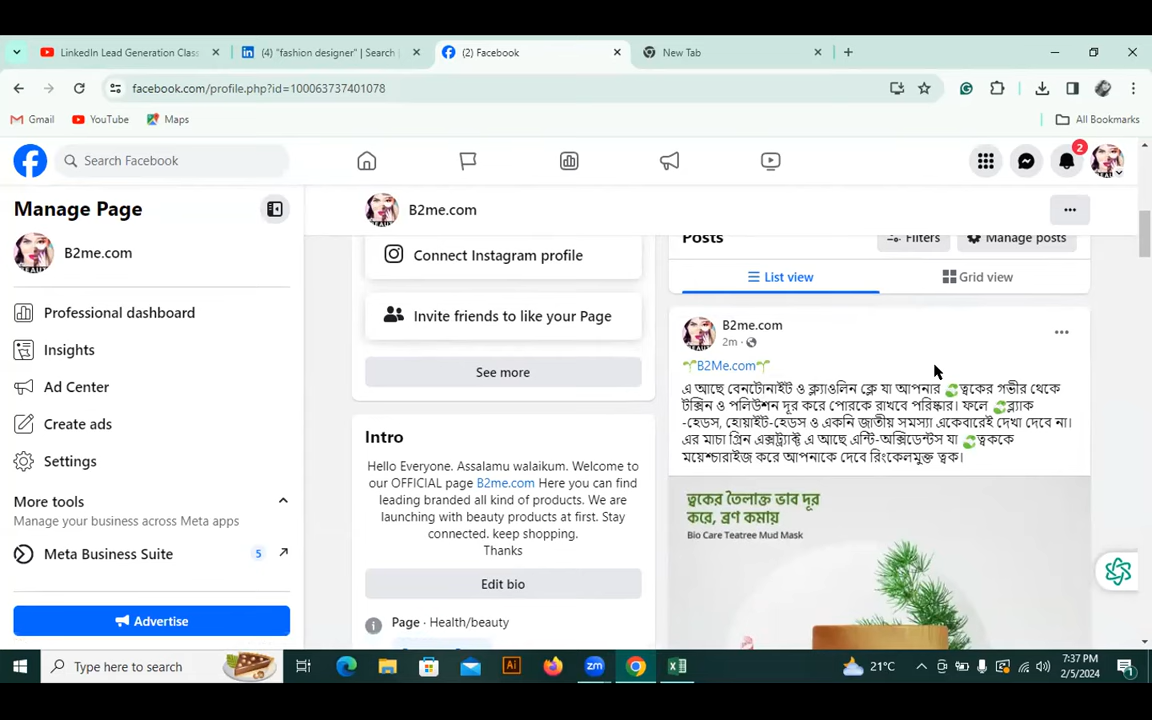 LinkedIn Lead Generation Class
(4) "fashion designer" | Search |
(2) Facebook
New Tab
facebook.com/profile.php?id=100063737401078
Gmail
YouTube
Maps
All Bookmarks
Search Facebook
2
Manage Page
B2me.com
B2me.com
Professional dashboard
Insights
Ad Center
Create ads
Settings
More tools
Manage your business across Meta apps
Meta Business Suite
5
Advertise
Connect Instagram profile
Invite friends to like your Page
See more
Intro
Hello Everyone. Assalamu walaikum. Welcome to
our OFFICIAL page B2me.com Here you can find
leading branded all kind of products. We are
launching with beauty products at first. Stay
connected. keep shopping.
Thanks
Edit bio
Page · Health/beauty
Posts
Filters
Manage posts
List view
Grid view
B2me.com
2m
🌱B2Me.com🌱
এ আছে বেনটোনাইট ও ক্ল্যাওলিন ক্লে যা আপনার 🍃ত্বকের গভীর থেকে
টক্সিন ও পলিউশন দূর করে পোরকে রাখবে পরিষ্কার। ফলে 🍃ব্ল্যাক
-হেডস, হোয়াইট-হেডস ও একনি জাতীয় সমস্যা একেবারেই দেখা দেবে না।
এর মাচা গ্রিন এক্সট্র্যাক্ট এ আছে এন্টি-অক্সিডেন্টস যা 🍃ত্বককে
ময়েশ্চারাইজ করে আপনাকে দেবে রিংকেলমুক্ত ত্বক।
ত্বকের তৈলাক্ত ভাব দূর
করে, ব্রণ কমায়
Bio Care Teatree Mud Mask
Type here to search
Ai
zm
21°C
7:37 PM
2/5/2024
1